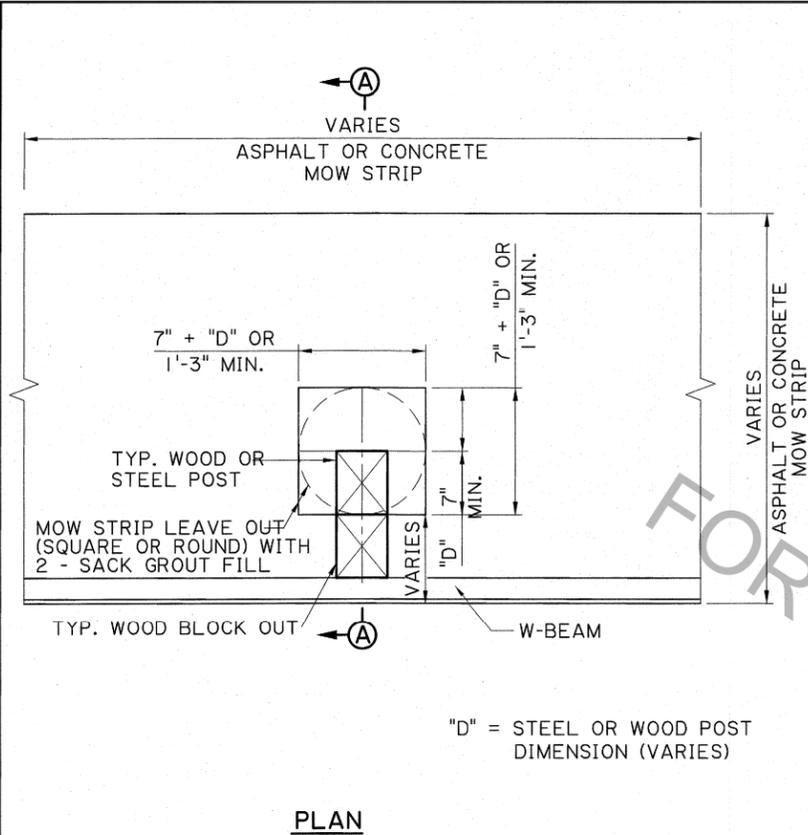 A
VARIES
ASPHALT OR CONCRETE
MOW STRIP
7" + "D" OR
1'-3" MIN.
7" + "D" OR
1'-3" MIN.
TYP. WOOD OR
STEEL POST
7"
MIN.
"D"
VARIES
MOW STRIP LEAVE OUT
(SQUARE OR ROUND) WITH
2 - SACK GROUT FILL
VARIES
ASPHALT OR CONCRETE
MOW STRIP
FOR
TYP. WOOD BLOCK OUT
A
W-BEAM
"D" = STEEL OR WOOD POST
DIMENSION (VARIES)
PLAN